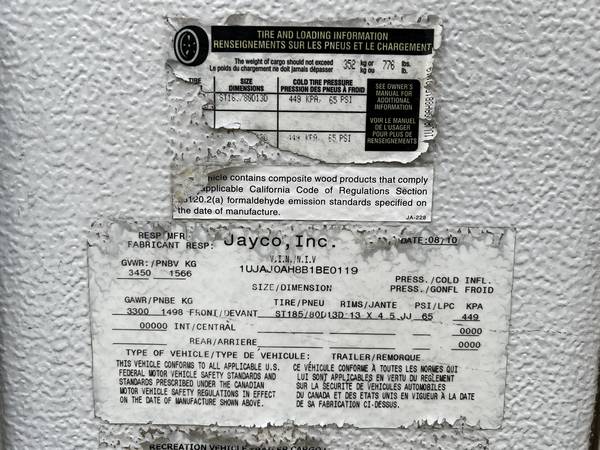 TIRE AND LOADING INFORMATION
RENSEIGNEMENTS SUR LES PNEUS ET LE CHARGEMENT
The weight of cargo should not exceed 352 kg or 776 lbs.
Le poids du chargement ne doit jamais dépasser kg ou lb.
TIRE SIZE DIMENSIONS COLD TIRE PRESSURE PRESSION DES PNEUS À FROID
449 KPA, 65 PSI
449 KPA, 65 PSI
SEE OWNER'S
MANUAL FOR
ADDITIONAL
INFORMATION
VOIR LE MANUEL
DE L'USAGER
POUR PLUS DE
RENSEIGNEMENTS
contains composite wood products that comply
applicable California Code of Regulations Section
120.2(a) formaldehyde emission standards specified on
the date of manufacture.
JA-228
RESP MFR
FABRICANT RESP: Jayco, Inc. DATE:08/10
GVWR:/PNBV KG V.I.N./N.I.V
3450 1566 1UJAJ0AH8B1BE0119
SIZE/DIMENSION PRESS./COLD INFL.
PRESS./GONFL FROID
GAWR/PNBE KG TIRE/PNEU RIMS/JANTE PSI/LPC KPA
3300 1498 FRONT/DEVANT ST185/80D13D 13 X 4.5 JJ 65 449
00000 INT/CENTRAL 0000
REAR/ARRIERE 0000
TYPE OF VEHICLE/TYPE DE VEHICULE: TRAILER/REMORQUE
THIS VEHICLE CONFORMS TO ALL APPLICABLE U.S.
FEDERAL MOTOR VEHICLE SAFETY STANDARDS AND
STANDARDS PRESCRIBED UNDER THE CANADIAN
MOTOR VEHICLE SAFETY REGULATIONS IN EFFECT
ON THE DATE OF MANUFACTURE SHOWN ABOVE.
CE VÉHICULE CONFORME À TOUTES LES NORMES QUI
LUI SONT APPLICABLES EN VERTU DU RÈGLEMENT
SUR LA SÉCURITÉ DE VÉHICULES AUTOMOBILES
DU CANADA ET DES ETATS UNIS EN VIGUEUR À LA DATE
DE SA FABRICATION CI-DESSUS.
RECREATION VEHICLE TRAILER CARGO